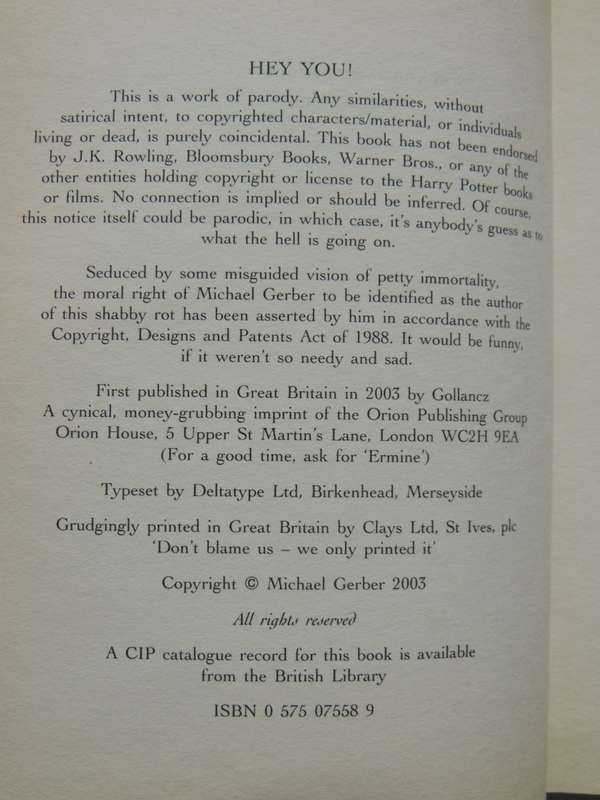 HEY YOU!
This is a work of parody. Any similarities, without
satirical intent, to copyrighted characters/material, or individuals
living or dead, is purely coincidental. This book has not been endorsed
by J.K. Rowling, Bloomsbury Books, Warner Bros., or any of the
other entities holding copyright or license to the Harry Potter books
or films. No connection is implied or should be inferred. Of course,
this notice itself could be parodic, in which case, it's anybody's guess as to
what the hell is going on.
Seduced by some misguided vision of petty immortality,
the moral right of Michael Gerber to be identified as the author
of this shabby rot has been asserted by him in accordance with the
Copyright, Designs and Patents Act of 1988. It would be funny,
if it weren't so needy and sad.
First published in Great Britain in 2003 by Gollancz
A cynical, money-grubbing imprint of the Orion Publishing Group
Orion House, 5 Upper St Martin's Lane, London WC2H 9EA
(For a good time, ask for 'Ermine')
Typeset by Deltatype Ltd, Birkenhead, Merseyside
Grudgingly printed in Great Britain by Clays Ltd, St Ives, plc
'Don't blame us – we only printed it'
Copyright © Michael Gerber 2003
All rights reserved
A CIP catalogue record for this book is available
from the British Library
ISBN 0 575 07558 9